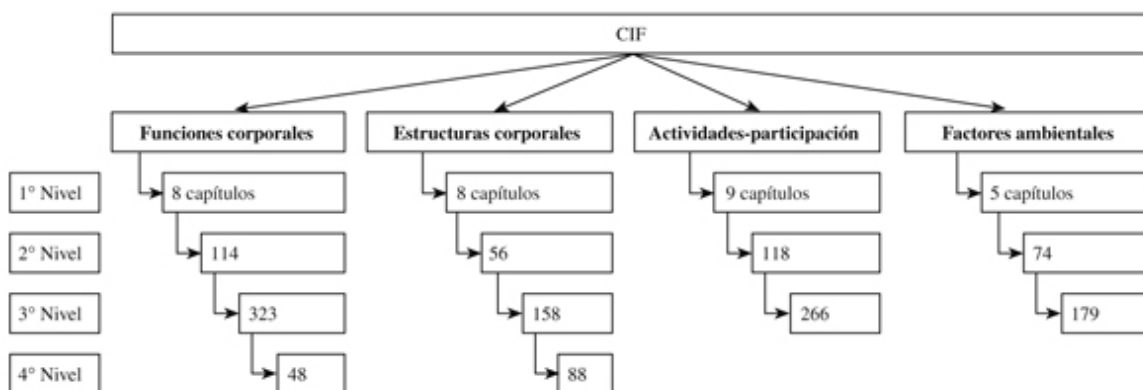 CIF
Funciones corporales Estructuras corporales Actividades-participación Factores ambientales
1° Nivel 8 capítulos 8 capítulos 9 capítulos 5 capítulos
2° Nivel 114 56 118 74
3° Nivel 323 158 266 179
4° Nivel 48 88